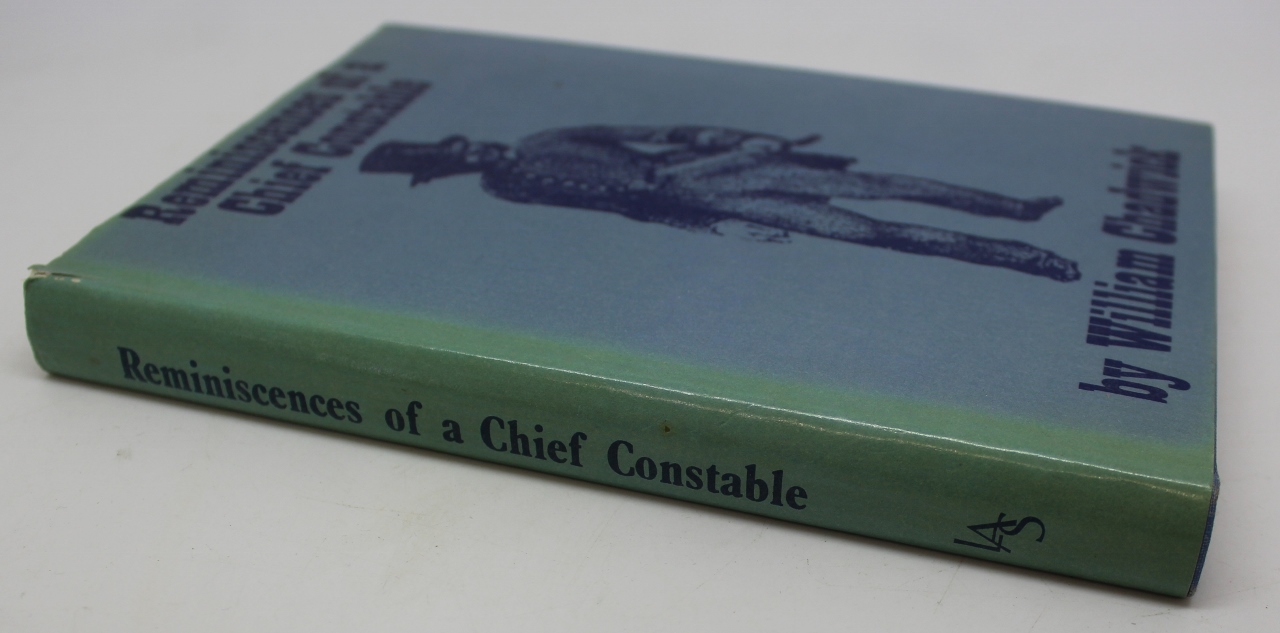 Reminiscences of a
Chief Constable
by William Chadwick
Reminiscences of a Chief Constable
LAS